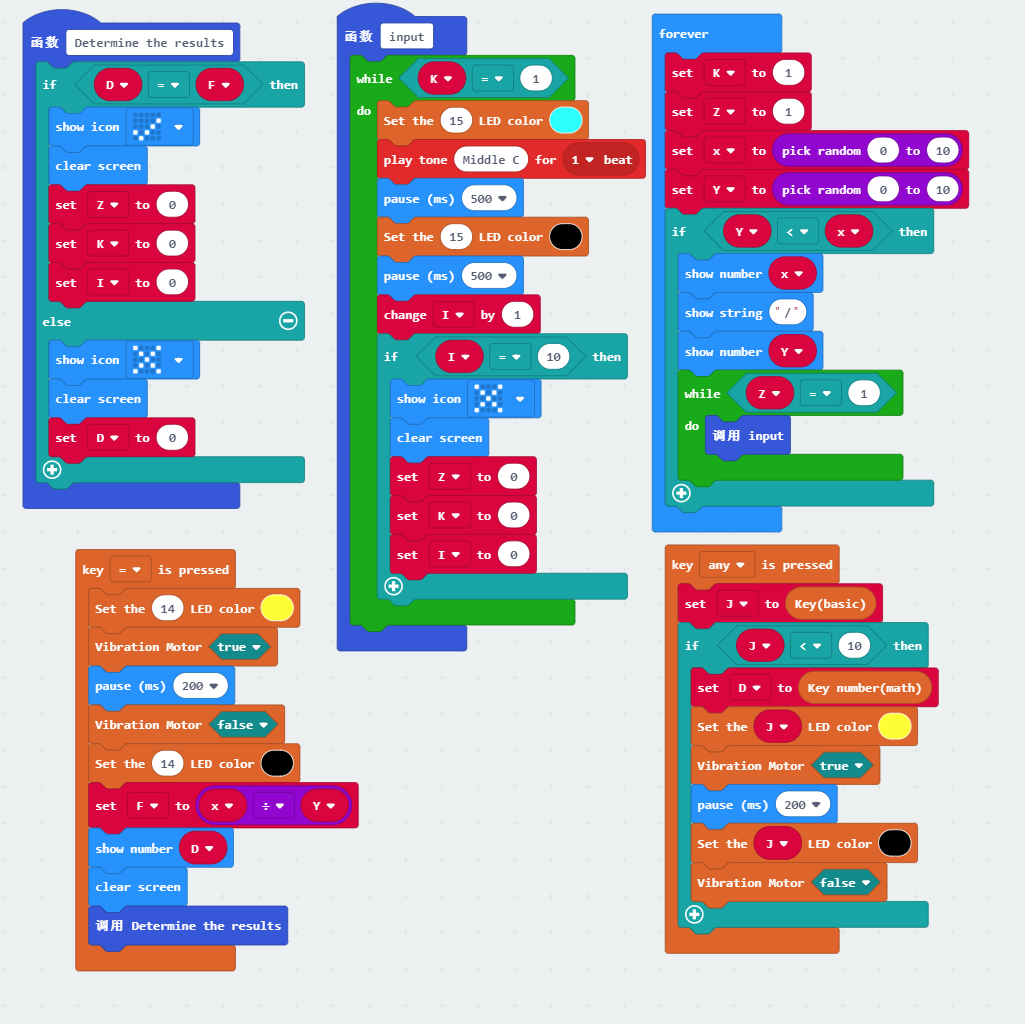 函数 Determine the results
if D = F then
show icon
clear screen
set Z to 0
set K to 0
set I to 0
else
show icon
clear screen
set D to 0
函数 input
while K = 1
do Set the 15 LED color
play tone Middle C for 1 beat
pause (ms) 500
Set the 15 LED color
pause (ms) 500
change I by 1
if I = 10 then
show icon
clear screen
set Z to 0
set K to 0
set I to 0
forever
set K to 1
set Z to 1
set x to pick random 0 to 10
set Y to pick random 0 to 10
if Y < x then
show number x
show string "/"
show number Y
while Z = 1
do 调用 input
key = is pressed
Set the 14 LED color
Vibration Motor true
pause (ms) 200
Vibration Motor false
Set the 14 LED color
set F to x ÷ Y
show number D
clear screen
调用 Determine the results
key any is pressed
set J to Key(basic)
if J < 10 then
set D to Key number(math)
Set the J LED color
Vibration Motor true
pause (ms) 200
Set the J LED color
Vibration Motor false